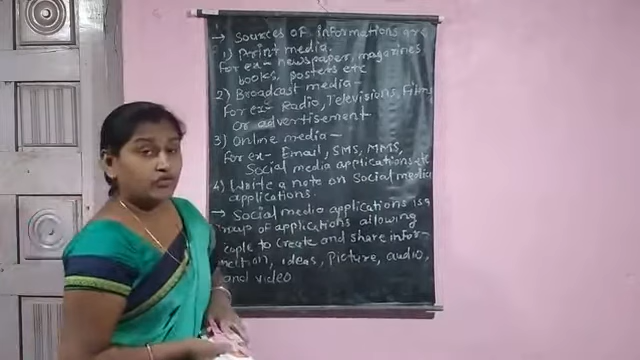 → Sources of informations are
1) Print media.
For ex- newspaper, magazines
books, posters etc
2) Broadcast media-
For ex- Radio, Televisions, Films
or advertisement-
3) Online media -
For ex- Email, SMS, MMS,
Social media applications etc
4) Write a note on Social media
applications.
→ Social media applications is a
group of applications allowing
people to create and share infor-
mation, ideas, picture, audio,
and video